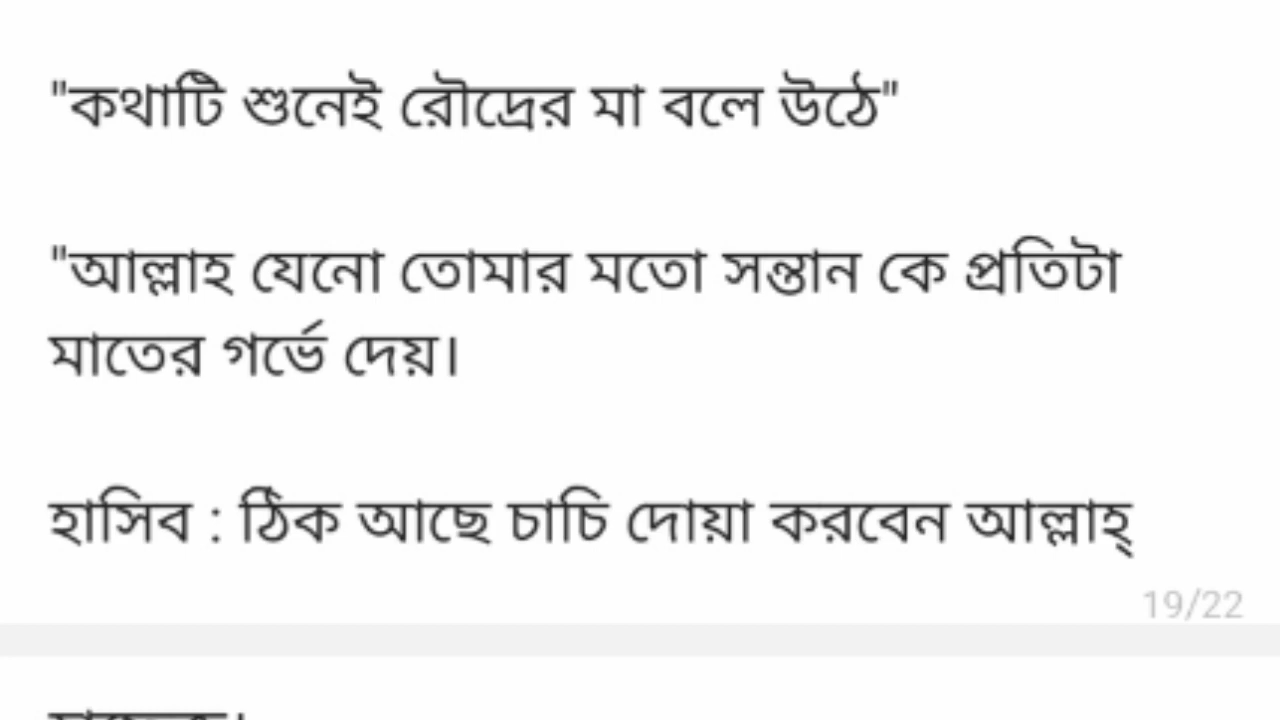 "কথাটি শুনেই রৌদ্রের মা বলে উঠে"
"আল্লাহ যেনো তোমার মতো সন্তান কে প্রতিটা
মাতের গর্ভে দেয়।
হাসিব : ঠিক আছে চাচি দোয়া করবেন আল্লাহ্
19/22